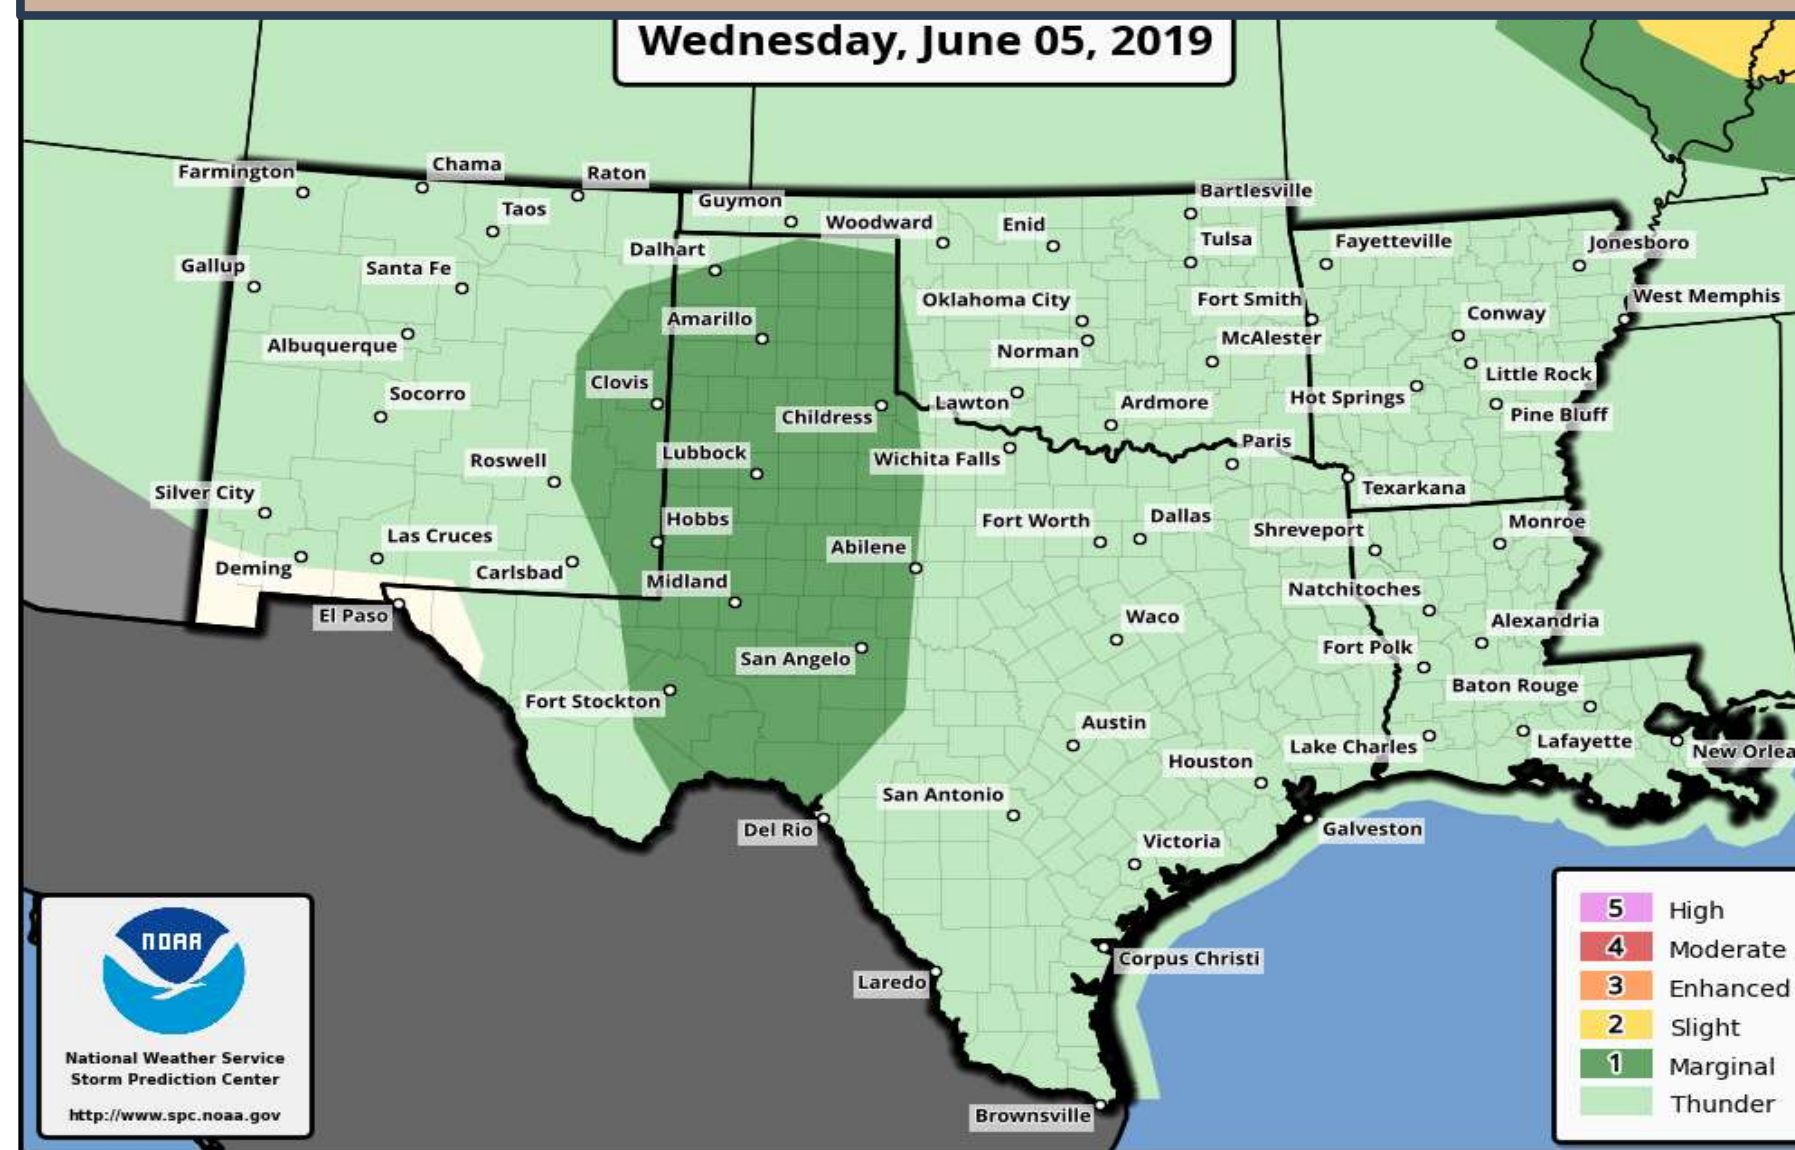 Wednesday, June 05, 2019
Farmington
Chama
Raton
Taos
Guymon
Woodward
Enid
Bartlesville
Dalhart
Tulsa
Fayetteville
Jonesboro
Gallup
Santa Fe
Amarillo
Oklahoma City
Fort Smith
Conway
West Memphis
Albuquerque
Norman
McAlester
Little Rock
Clovis
Socorro
Childress
Lawton
Ardmore
Hot Springs
Pine Bluff
Roswell
Lubbock
Wichita Falls
Paris
Texarkana
Silver City
Hobbs
Fort Worth
Dallas
Shreveport
Monroe
Las Cruces
Deming
Carlsbad
Midland
Abilene
Natchitoches
El Paso
Waco
Alexandria
San Angelo
Fort Polk
Fort Stockton
Baton Rouge
Austin
Lake Charles
Lafayette
New Orlea
Houston
San Antonio
Del Rio
Victoria
Galveston
Corpus Christi
Laredo
Brownsville
NOAA
National Weather Service
Storm Prediction Center
http://www.spc.noaa.gov
5 High
4 Moderate
3 Enhanced
2 Slight
1 Marginal
Thunder